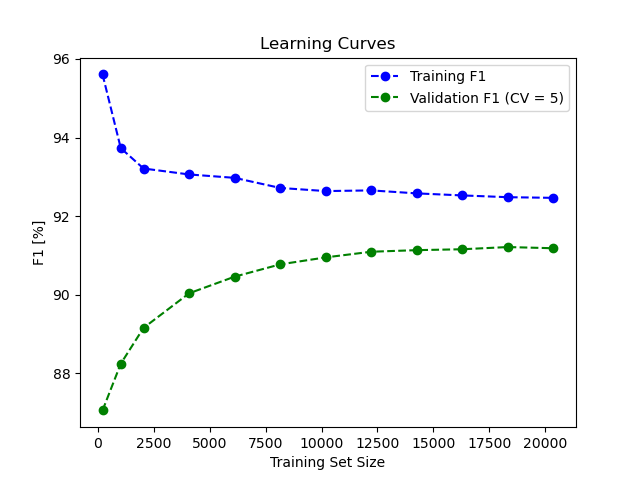 Learning Curves
Training F1
Validation F1 (CV = 5)
96
94
92
90
88
F1 [%]
0 2500 5000 7500 10000 12500 15000 17500 20000
Training Set Size